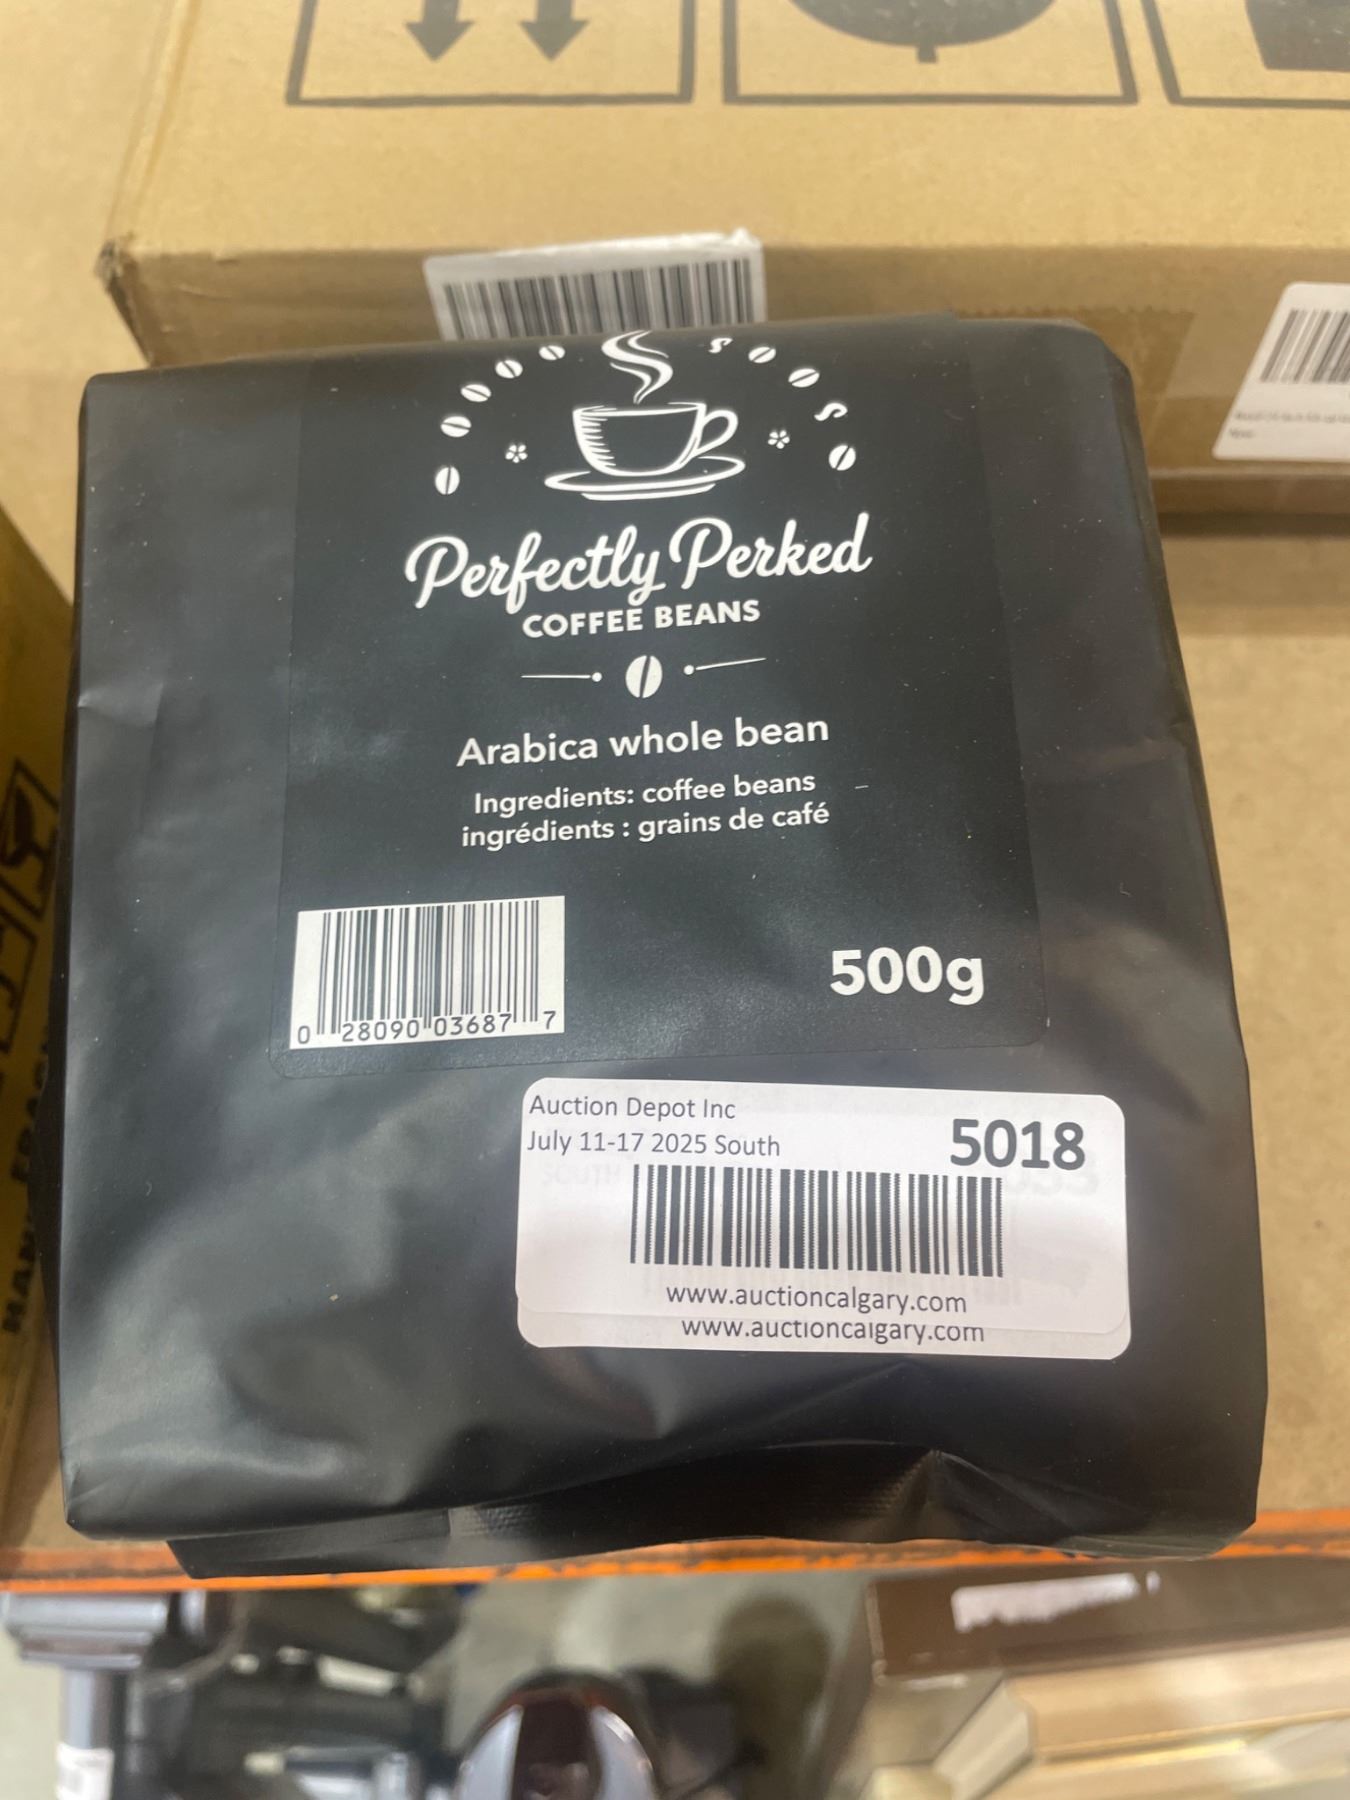 Perfectly Perked
COFFEE BEANS
Arabica whole bean
Ingredients: coffee beans
ingrédients : grains de café
0 28090 03687 7
500g
Auction Depot Inc
July 11-17 2025 South
5018
www.auctioncalgary.com
www.auctioncalgary.com